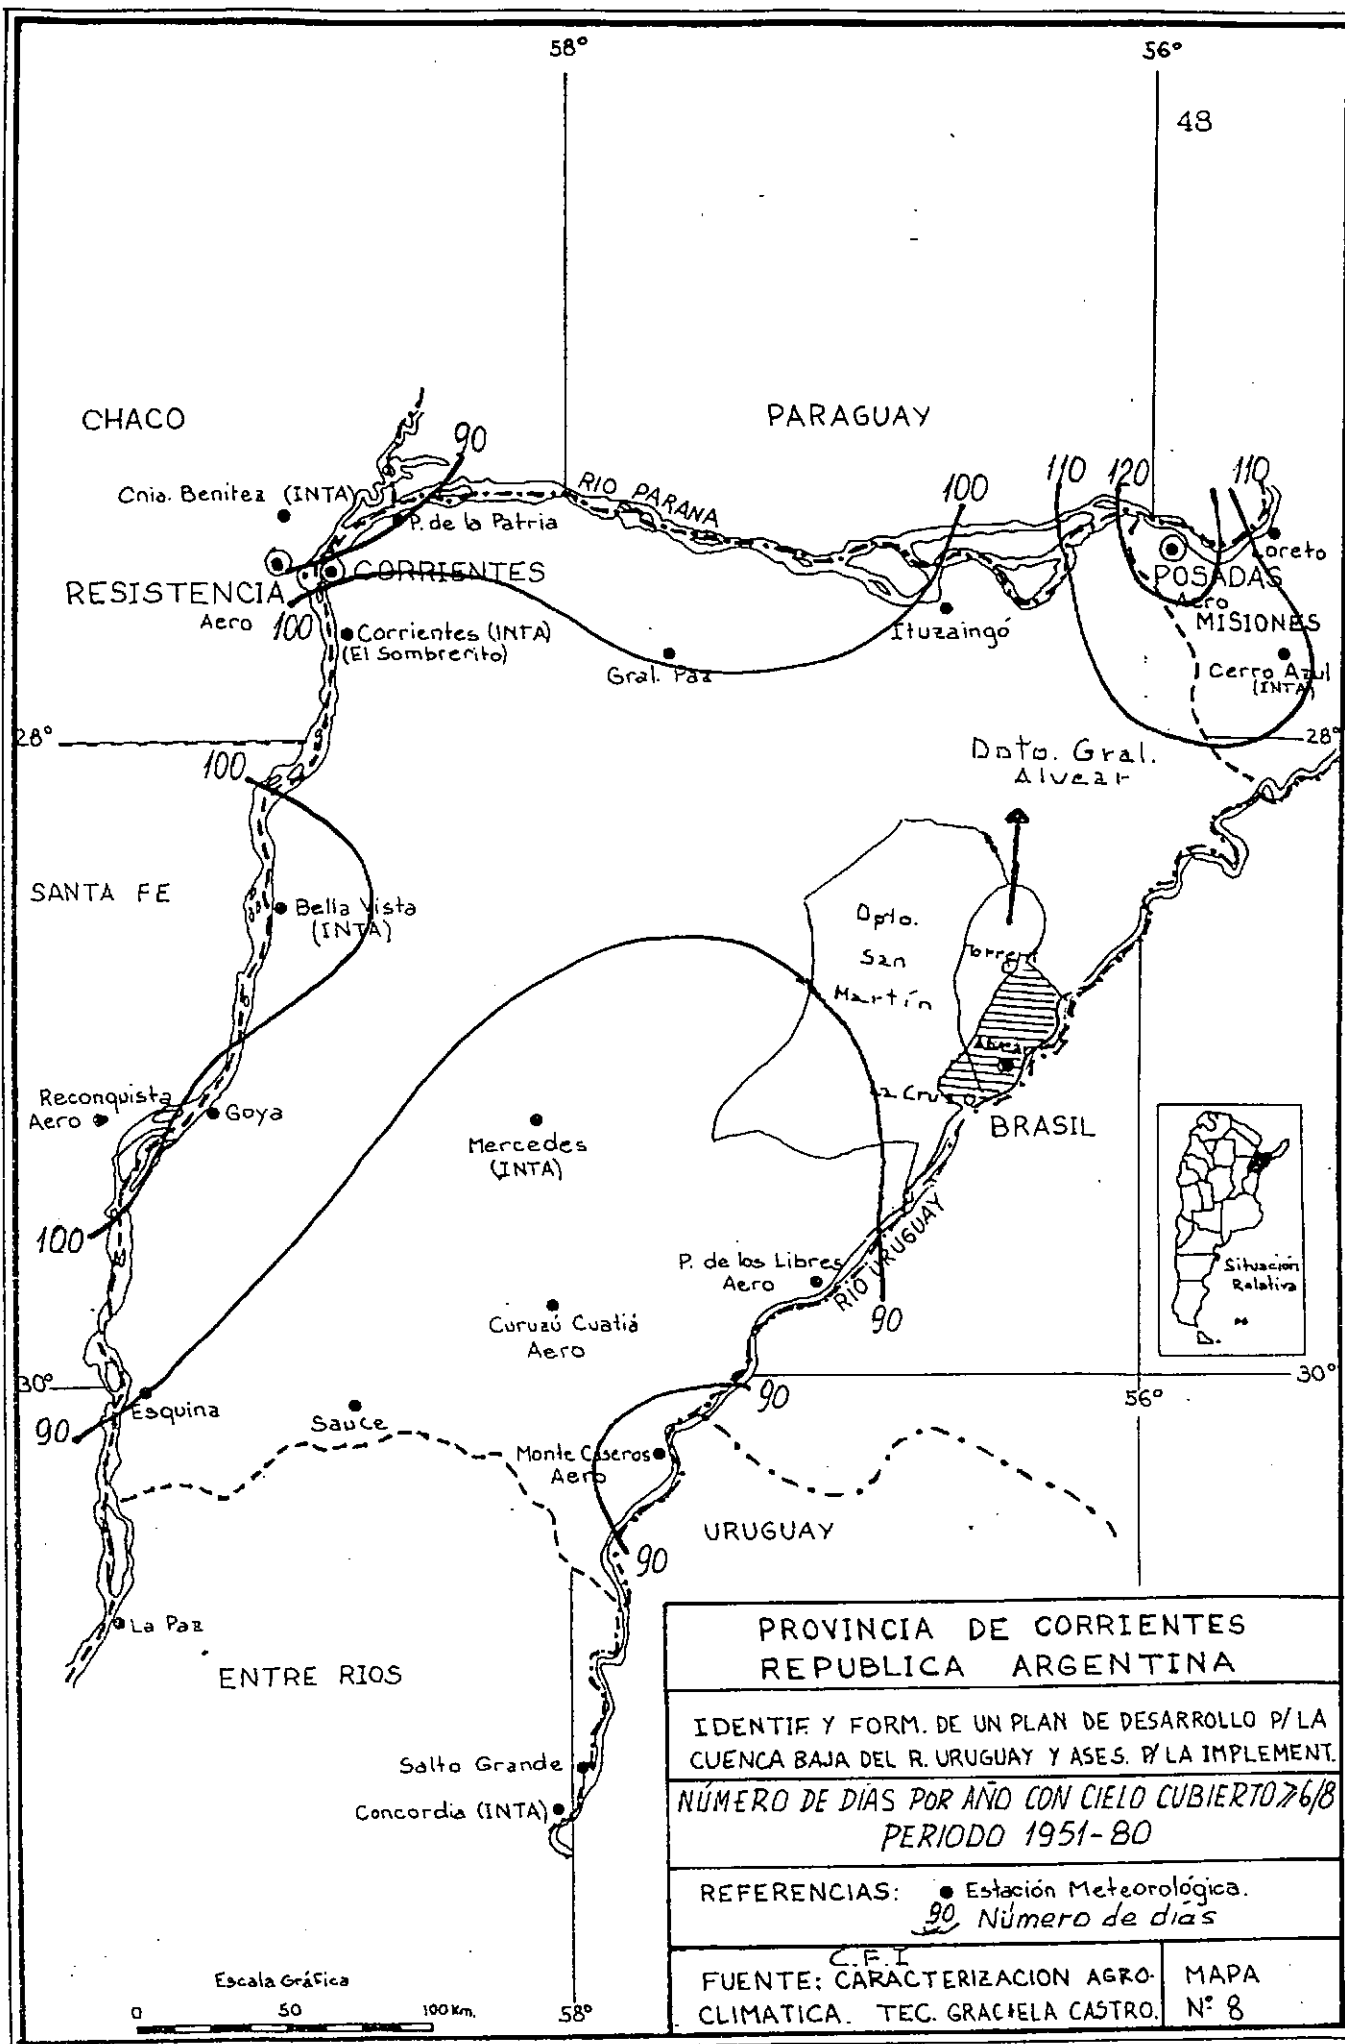 58°
56°
48
CHACO
PARAGUAY
90
Cnia. Benitez (INTA)
P. de la Patria
RIO PARANA
100
110
120
110
Loreto
RESISTENCIA
Aero
CORRIENTES
100
Corrientes (INTA)
(El Sombrerito)
Gral. Paz
Ituzaingó
POSADAS
Aero
MISIONES
Cerro Azul
(INTA)
28°
28°
100
Dpto. Gral.
Alvear
SANTA FE
Bella Vista
(INTA)
Dpto.
San
Martín
Torrent
Alvear
La Cruz
BRASIL
Reconquista
Aero
Goya
Mercedes
(INTA)
100
P. de los Libres
Aero
RIO URUGUAY
90
Situación
Relativa
Curuzú Cuatiá
Aero
30°
30°
56°
90
Esquina
Sauce
90
Monte Caseros
Aero
90
URUGUAY
La Paz
ENTRE RIOS
Salto Grande
Concordia (INTA)
58°
Escala Gráfica
0 50 100 Km.
PROVINCIA DE CORRIENTES
REPUBLICA ARGENTINA
IDENTIF. Y FORM. DE UN PLAN DE DESARROLLO P/ LA
CUENCA BAJA DEL R. URUGUAY Y ASES. P/ LA IMPLEMENT.
NÚMERO DE DÍAS POR AÑO CON CIELO CUBIERTO ≥6/8
PERIODO 1951-80
REFERENCIAS: Estación Meteorológica.
90 Número de días
C.F.I
FUENTE: CARACTERIZACION AGRO-
CLIMATICA. TEC. GRACIELA CASTRO.
MAPA
N° 8